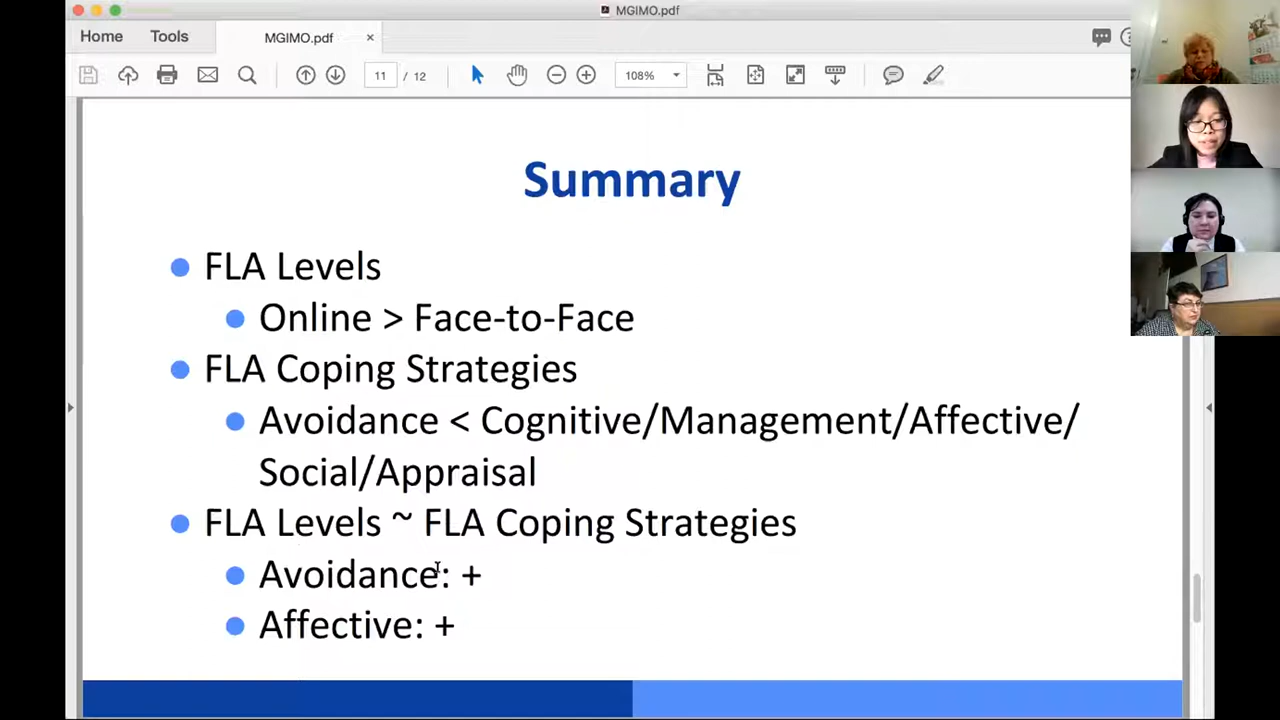 MGIMO.pdf
Home
Tools
MGIMO.pdf
×
11 / 12
108%
Summary
FLA Levels
Online > Face-to-Face
FLA Coping Strategies
Avoidance < Cognitive/Management/Affective/
Social/Appraisal
FLA Levels ~ FLA Coping Strategies
Avoidance: +
Affective: +